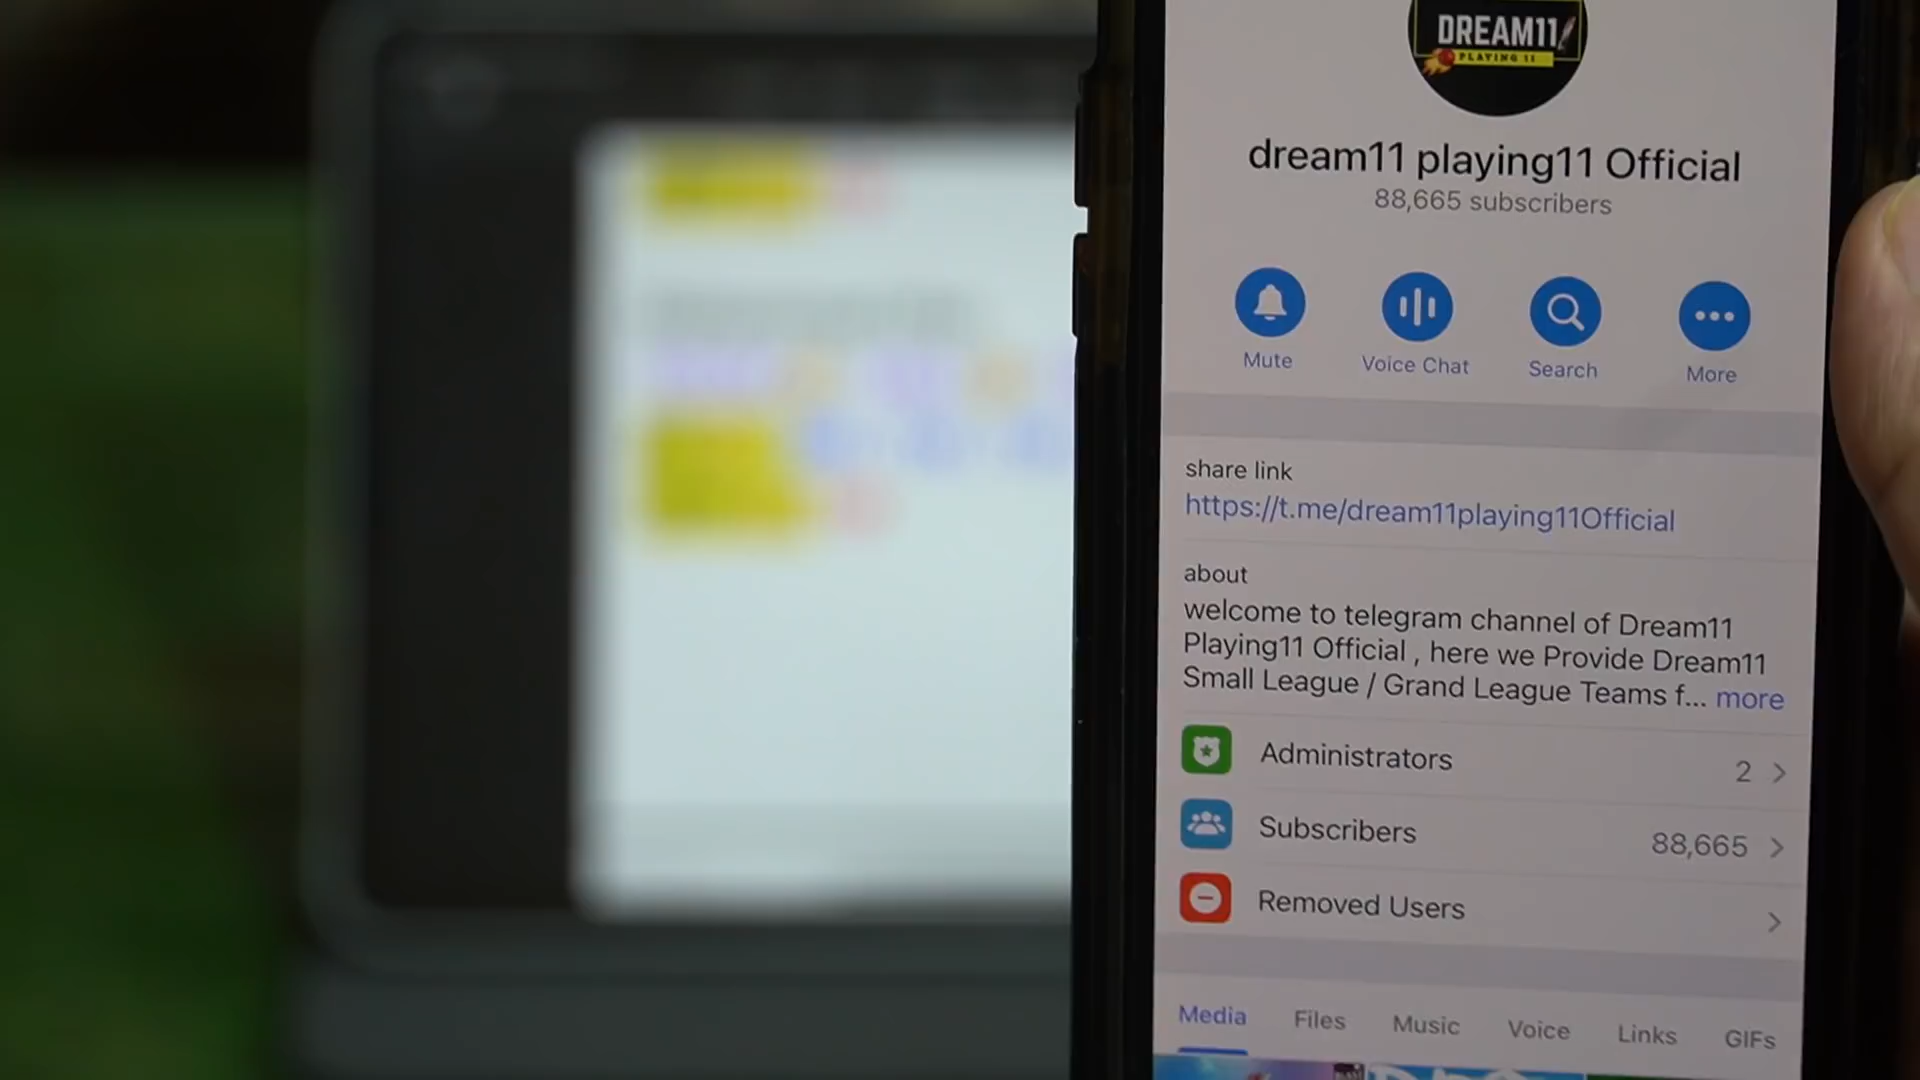 DREAM11
PLAYING 11
dream11 playing11 Official
88,665 subscribers
Mute
Voice Chat
Search
More
share link
https://t.me/dream11playing11Official
about
welcome to telegram channel of Dream11
Playing11 Official , here we Provide Dream11
Small League / Grand League Teams f... more
Administrators 2
Subscribers 88,665
Removed Users
Media Files Music Voice Links GIFs